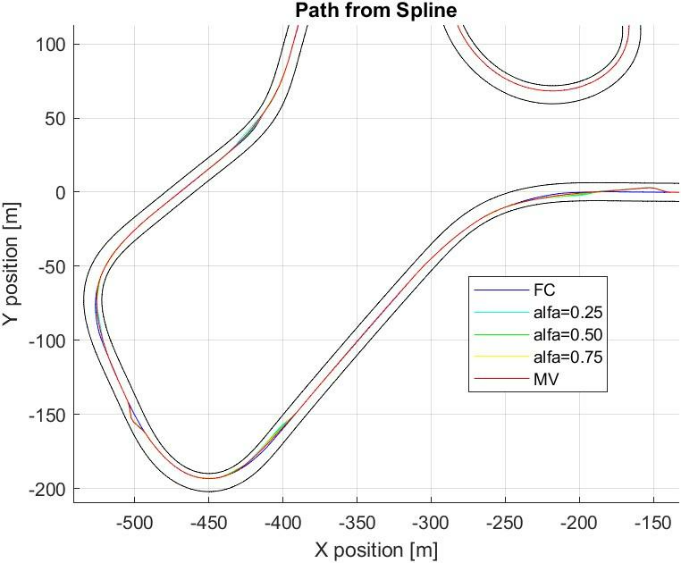 Path from Spline
100
50
0
-50
-100
-150
-200
Y position [m]
FC
alfa=0.25
alfa=0.50
alfa=0.75
MV
-500 -450 -400 -350 -300 -250 -200 -150
X position [m]